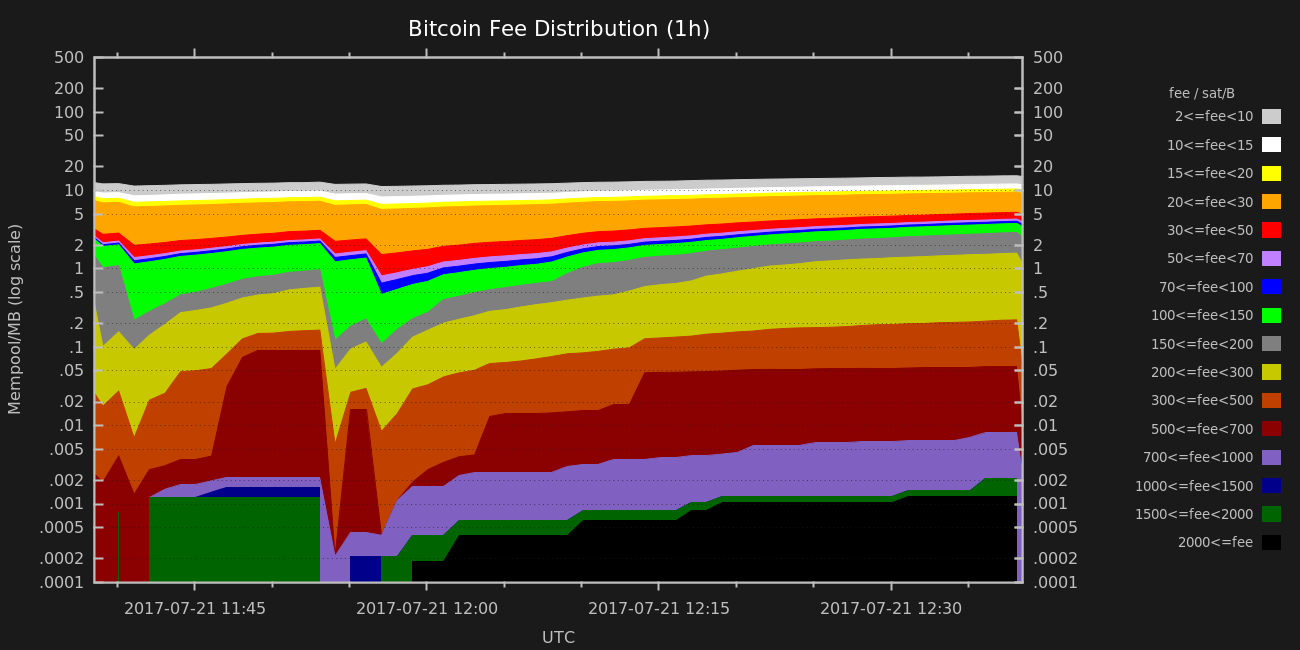 Bitcoin Fee Distribution (1h)
Mempool/MB (log scale)
500
200
100
50
20
10
5
2
1
.5
.2
.1
.05
.02
.01
.005
.002
.001
.0005
.0002
.0001
500
200
100
50
20
10
5
2
1
.5
.2
.1
.05
.02
.01
.005
.002
.001
.0005
.0002
.0001
2017-07-21 11:45
2017-07-21 12:00
2017-07-21 12:15
2017-07-21 12:30
UTC
fee / sat/B
2<=fee<10
10<=fee<15
15<=fee<20
20<=fee<30
30<=fee<50
50<=fee<70
70<=fee<100
100<=fee<150
150<=fee<200
200<=fee<300
300<=fee<500
500<=fee<700
700<=fee<1000
1000<=fee<1500
1500<=fee<2000
2000<=fee